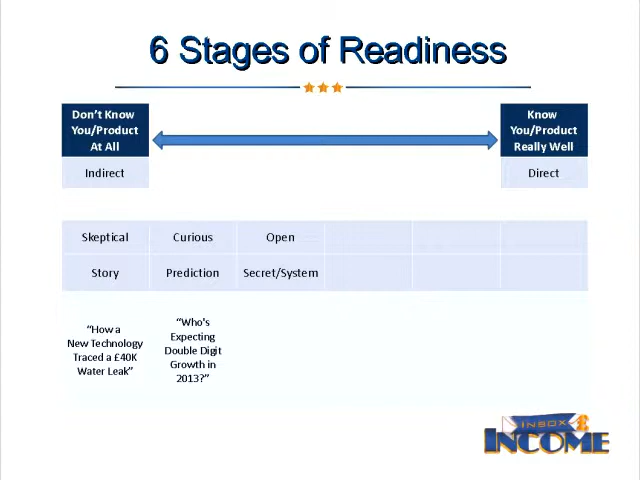 6 Stages of Readiness
Don't Know
You/Product
At All
Know
You/Product
Really Well
Indirect
Direct
Skeptical
Curious
Open
Story
Prediction
Secret/System
"How a
New Technology
Traced a £40K
Water Leak"
"Who's
Expecting
Double Digit
Growth in
2013?"
INBOX £
INCOME